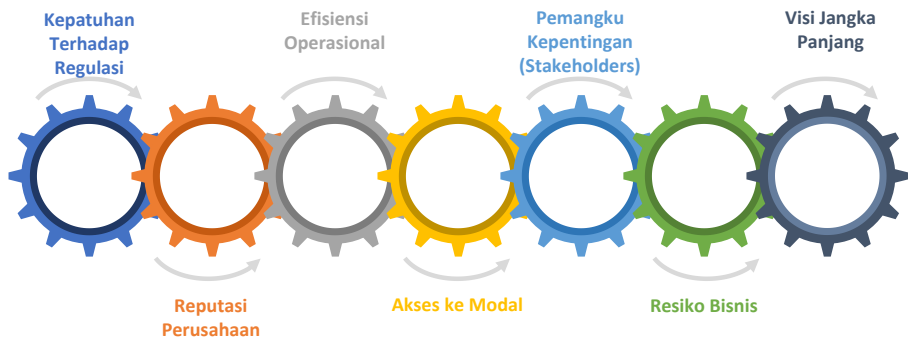 Kepatuhan
Terhadap
Regulasi
Reputasi
Perusahaan
Efisiensi
Operasional
Akses ke Modal
Pemangku
Kepentingan
(Stakeholders)
Resiko Bisnis
Visi Jangka
Panjang